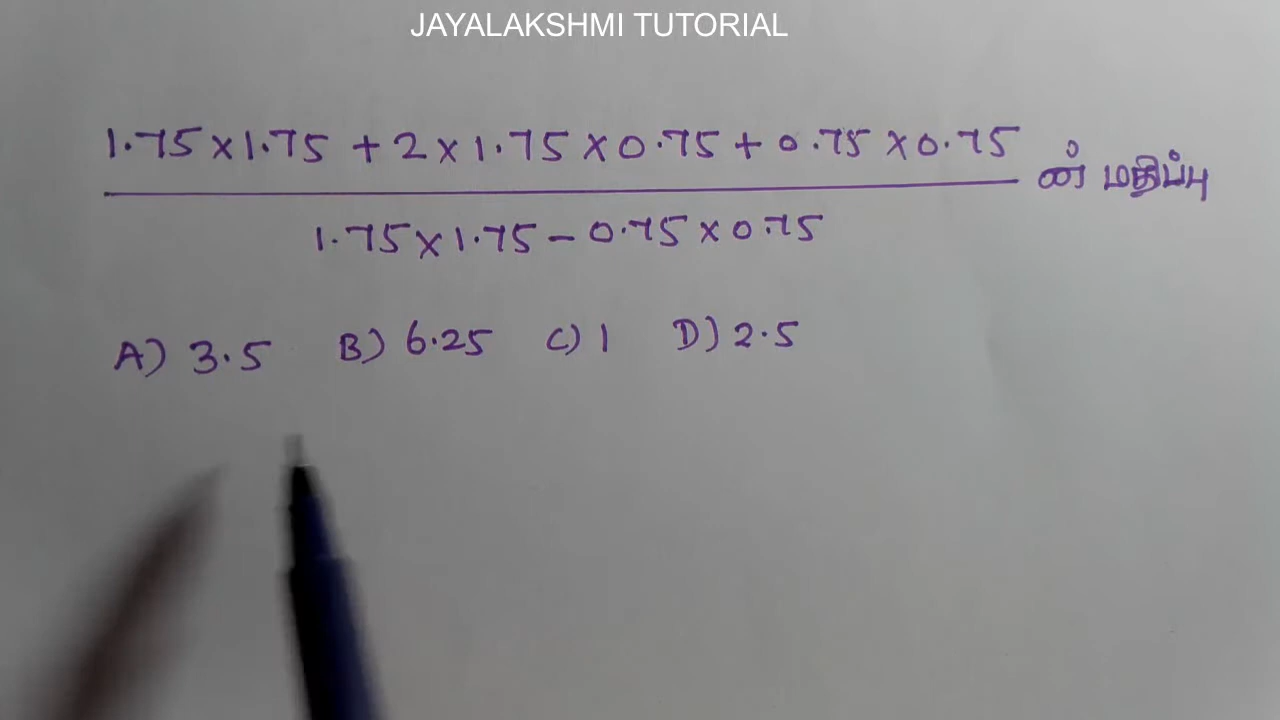 JAYALAKSHMI TUTORIAL
1.75 × 1.75 + 2 × 1.75 × 0.75 + 0.75 × 0.75
ன் மதிப்பு
1.75 × 1.75 - 0.75 × 0.75
A) 3.5 B) 6.25 C) 1 D) 2.5